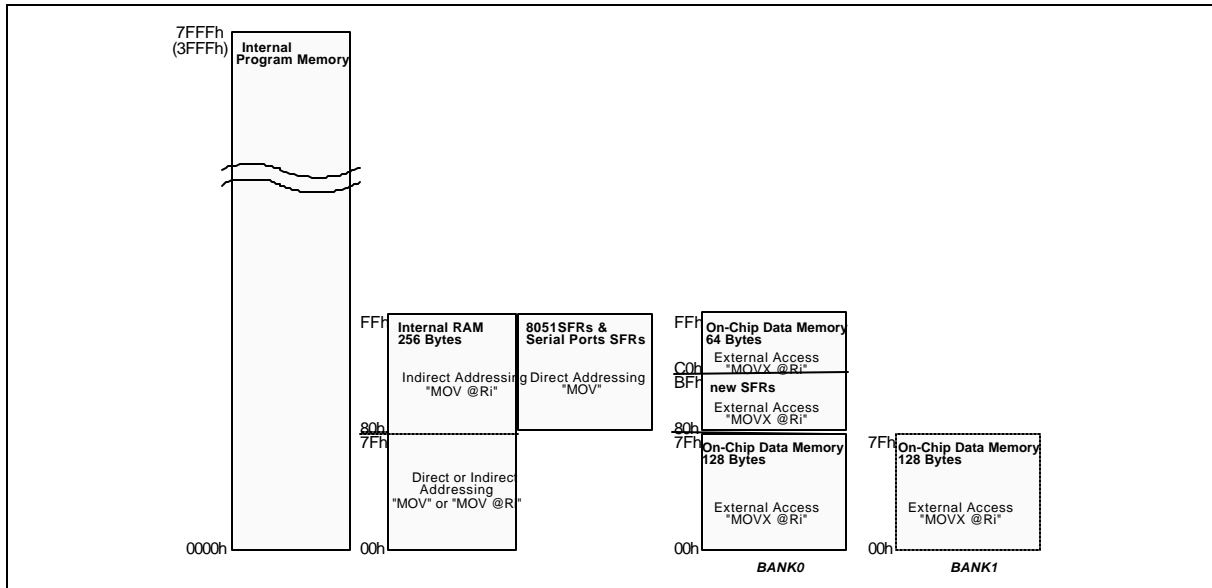 7FFFh
(3FFFh)
Internal
Program Memory
0000h
FFh
Internal RAM
256 Bytes
Indirect Addressing
"MOV @Ri"
80h
7Fh
Direct or Indirect
Addressing
"MOV" or "MOV @Ri"
00h
8051SFRs &
Serial Ports SFRs
Direct Addressing
"MOV"
FFh
On-Chip Data Memory
64 Bytes
External Access
"MOVX @Ri"
C0h
BFh
new SFRs
External Access
"MOVX @Ri"
80h
7Fh
On-Chip Data Memory
128 Bytes
External Access
"MOVX @Ri"
00h
BANK0
7Fh
On-Chip Data Memory
128 Bytes
External Access
"MOVX @Ri"
00h
BANK1